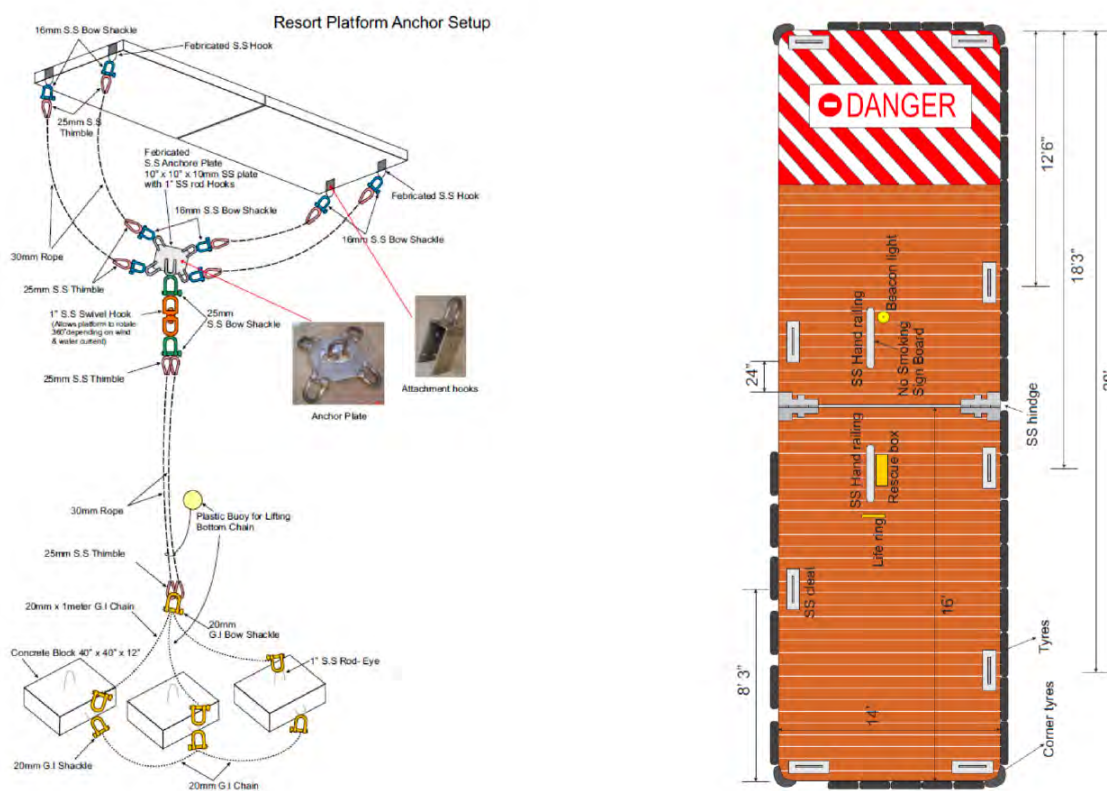 Resort Platform Anchor Setup
16mm S.S Bow Shackle
Febricated S.S Hook
25mm S.S
Thimble
Febricated
S.S Anchore Plate
10" x 10" x 10mm SS plate
with 1" SS rod Hooks
Febricated S.S Hook
16mm S.S Bow Shackle
16mm S.S Bow Shackle
30mm Rope
25mm S.S Thimble
1" S.S Swivel Hook
(Allows platform to rotate
360°depending on wind
& water current)
25mm
S.S Bow Shackle
25mm S.S Thimble
Attachment hooks
Anchor Plate
30mm Rope
Plastic Buoy for Lifting
Bottom Chain
25mm S.S Thimble
20mm x 1meter G.I Chain
20mm
G.I Bow Shackle
Concrete Block 40" x 40" x 12"
1" S.S Rod- Eye
20mm G.I Shackle
20mm G.I Chain
DANGER
12'6"
18'3"
Beacon light
SS Hand railing
No Smoking
Sign Board
24"
SS hindge
SS Hand railing
Rescue box
Life ring
SS cleat
16'
8' 3"
14'
Tyres
Corner tyres